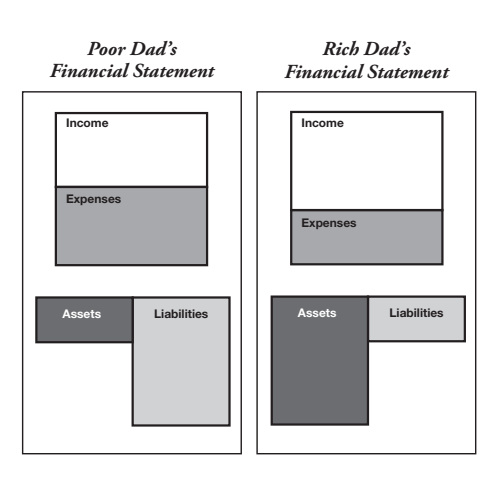 Poor Dad's
Financial Statement
Income
Expenses
Assets
Liabilities
Rich Dad's
Financial Statement
Income
Expenses
Assets
Liabilities